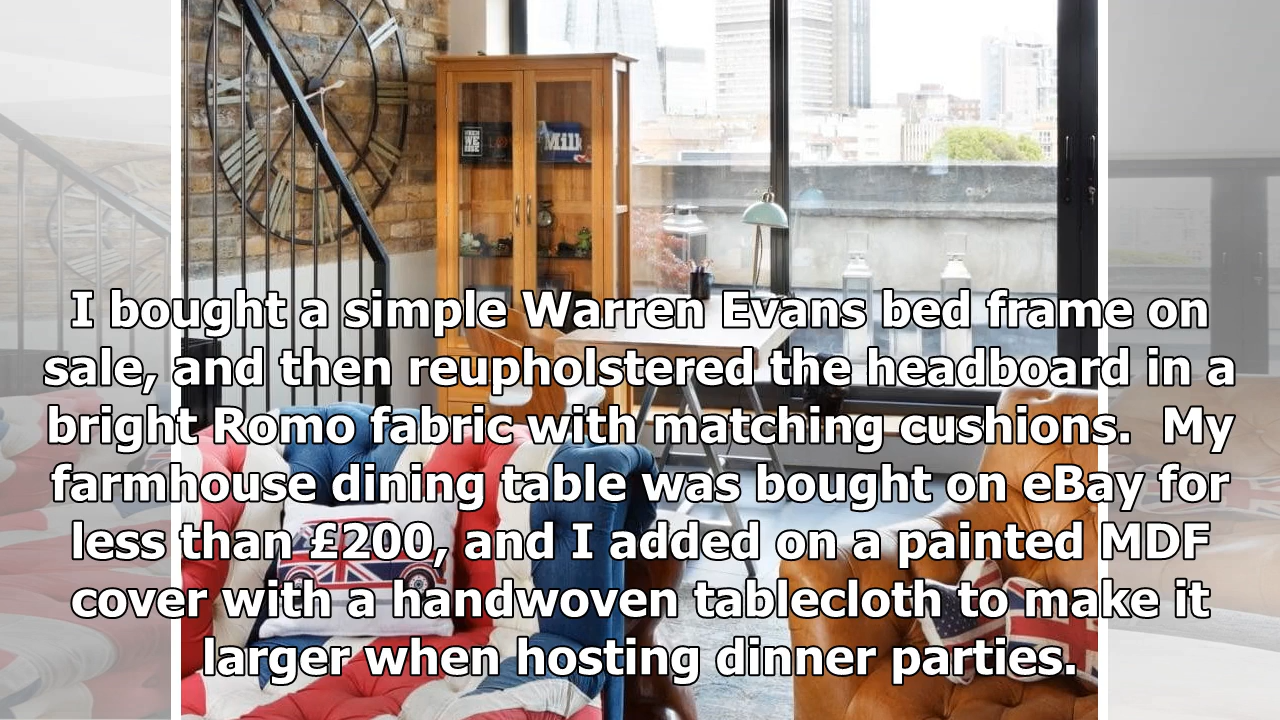 Milk
I bought a simple Warren Evans bed frame on
sale, and then reupholstered the headboard in a
bright Romo fabric with matching cushions.  My
farmhouse dining table was bought on eBay for
less than £200, and I added on a painted MDF
cover with a handwoven tablecloth to make it
larger when hosting dinner parties.